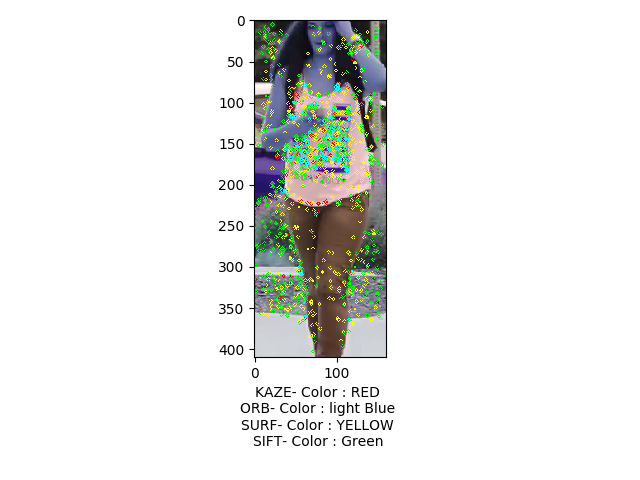 0
50
100
150
200
250
300
350
400
0 100
KAZE- Color : RED
ORB- Color : light Blue
SURF- Color : YELLOW
SIFT- Color : Green